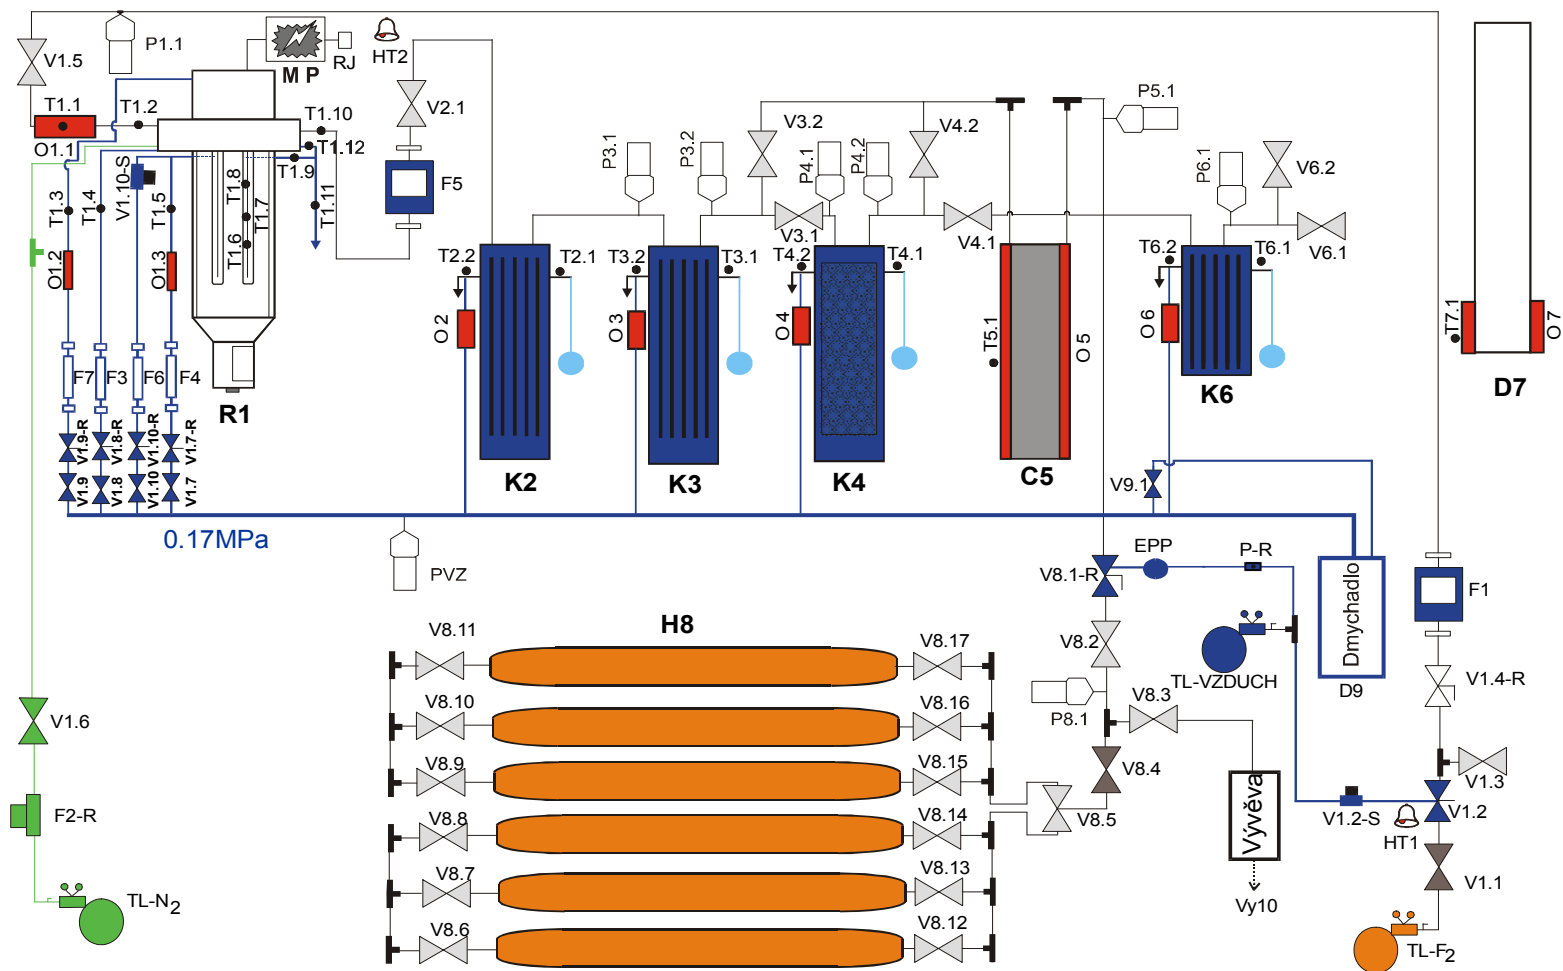 P1.1
V1.5
M P
RJ
HT2
T1.1
T1.2
O1.1
T1.10
T1.12
T1.9
T1.11
V2.1
F5
V1.10-S
T1.3
T1.4
T1.5
T1.8
T1.7
T1.6
O1.2
O1.3
F7
F3
F6
F4
R1
V1.9-R
V1.8-R
V1.10-R
V1.7-R
V1.9
V1.8
V1.10
V1.7
0.17MPa
PVZ
P3.1
P3.2
V3.2
P4.1
P4.2
V4.2
P5.1
P6.1
V6.2
V3.1
V4.1
V6.1
T2.2
T2.1
T3.2
T3.1
T4.2
T4.1
T6.2
T6.1
O 2
O 3
O 4
T5.1
O 5
O 6
T7.1
O 7
K2
K3
K4
C5
K6
D7
V9.1
EPP
P-R
V8.1-R
Dmychadlo
D9
F1
TL-VZDUCH
V1.4-R
V8.2
P8.1
V8.3
V8.4
V8.5
V1.3
V1.2-S
V1.2
HT1
V1.1
Vývěva
Vy10
TL-F2
H8
V8.11
V8.17
V8.10
V8.16
V8.9
V8.15
V8.8
V8.14
V8.7
V8.13
V8.6
V8.12
V1.6
F2-R
TL-N2